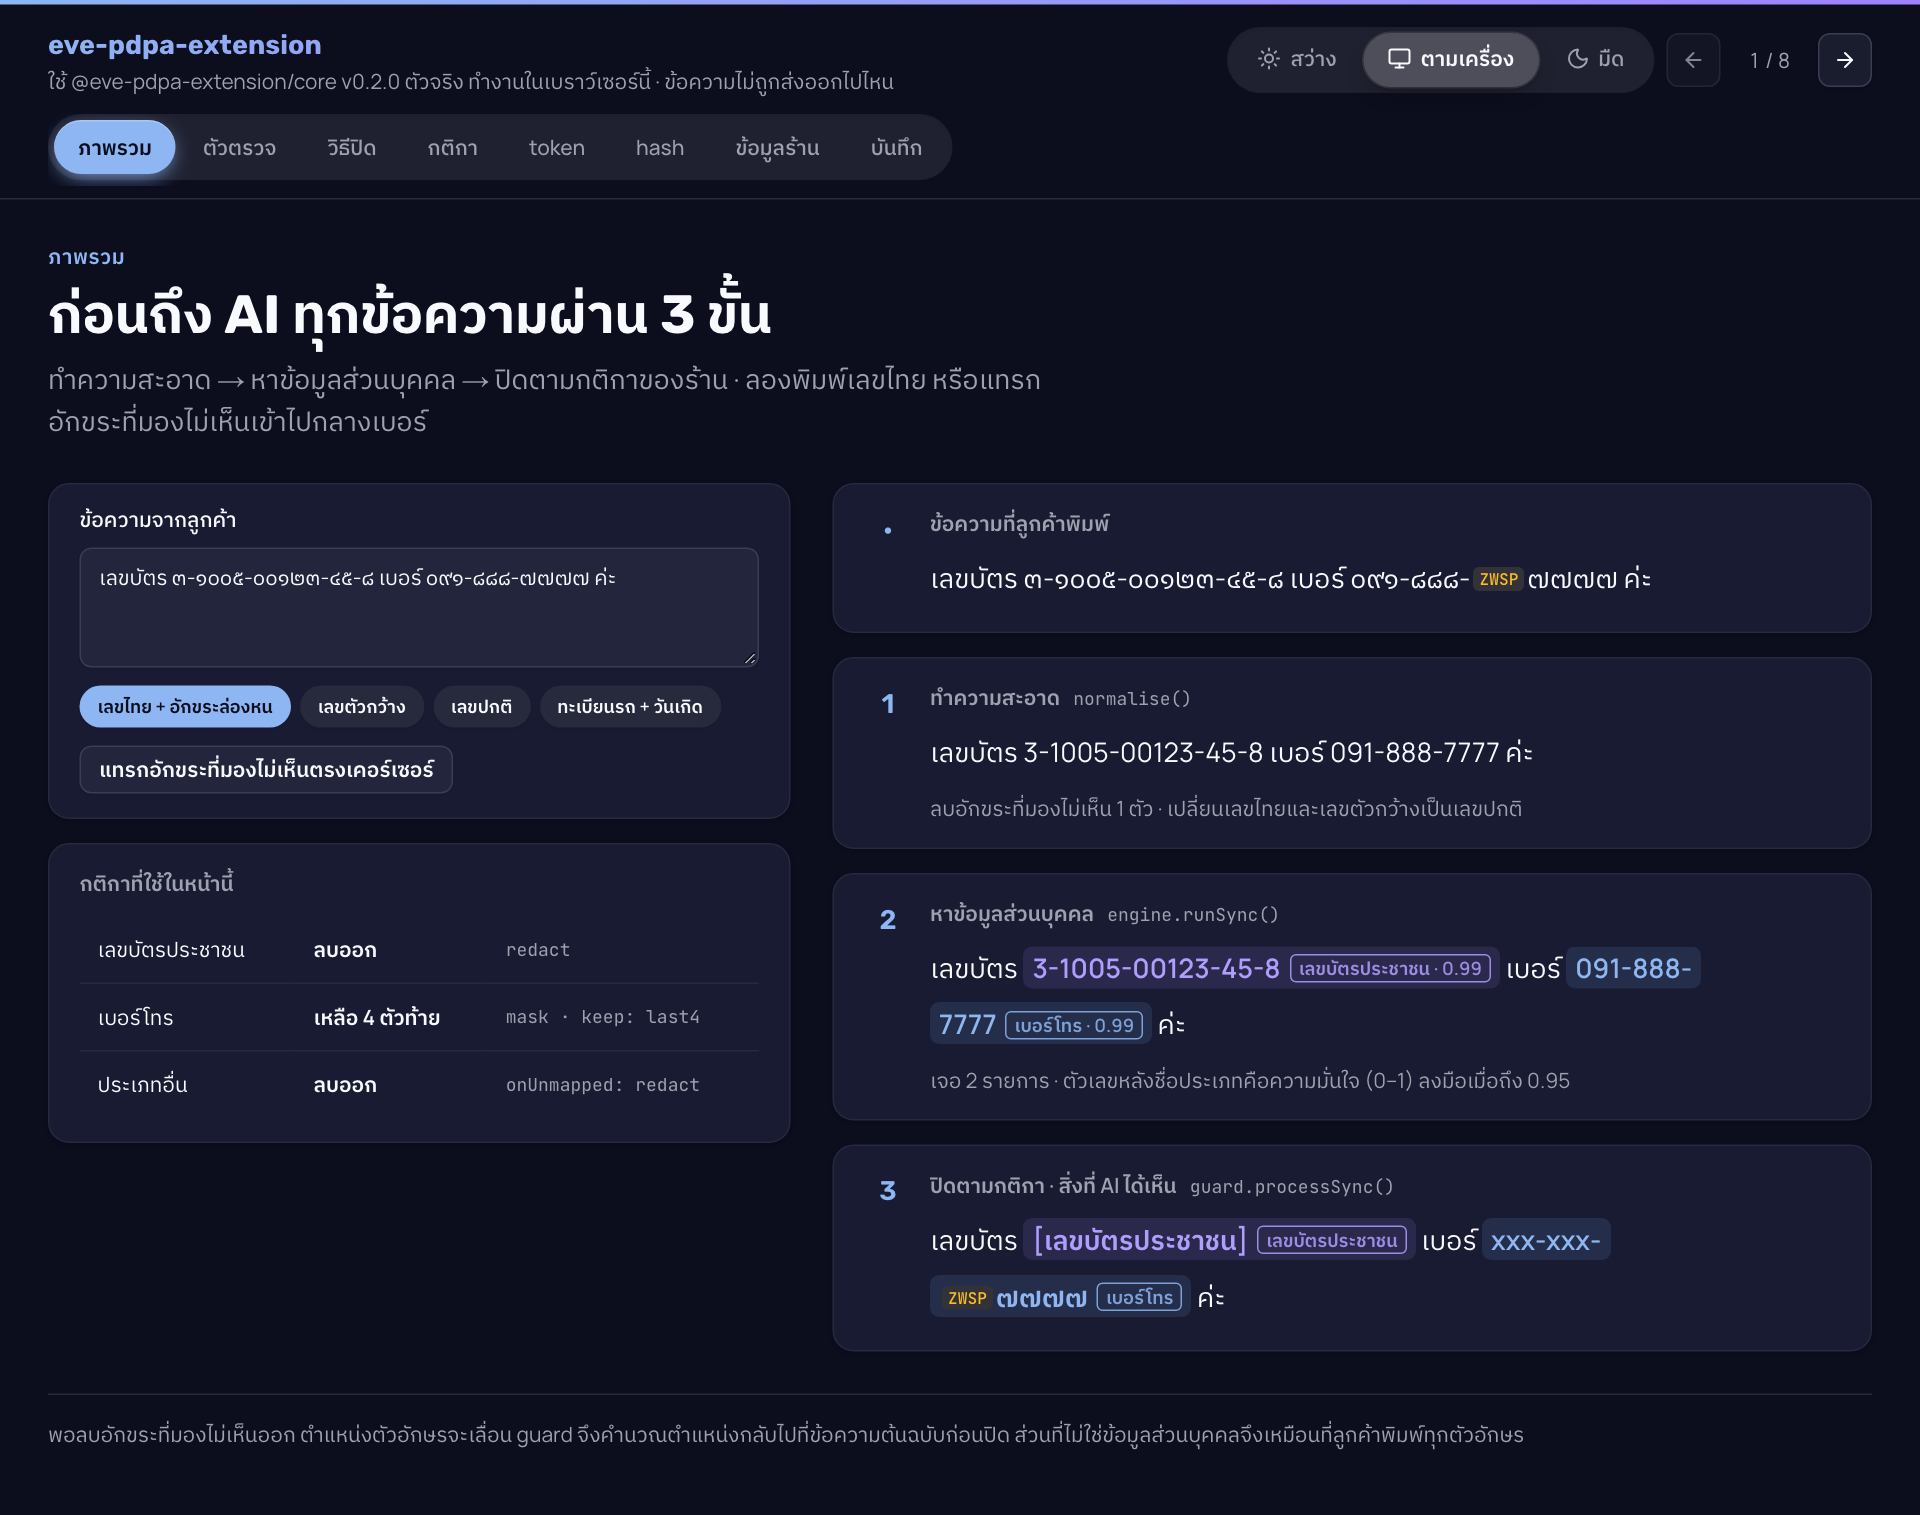 eve-pdpa-extension
ใช้ @eve-pdpa-extension/core v0.2.0 ตัวจริง ทำงานในเบราว์เซอร์นี้ · ข้อความไม่ถูกส่งออกไปไหน
สว่าง ตามเครื่อง มืด ← 1 / 8 →
ภาพรวม ตัวตรวจ วิธีปิด กติกา token hash ข้อมูลร้าน บันทึก
ภาพรวม
ก่อนถึง AI ทุกข้อความผ่าน 3 ขั้น
ทำความสะอาด → หาข้อมูลส่วนบุคคล → ปิดตามกติกาของร้าน · ลองพิมพ์เลขไทย หรือแทรก
อักขระที่มองไม่เห็นเข้าไปกลางเบอร์
ข้อความจากลูกค้า
เลขบัตร ๓-๑๐๐๕-๐๐๑๒๓-๔๕-๘ เบอร์ ๐๙๑-๘๘๘-๗๗๗๗ ค่ะ
เลขไทย + อักขระล่องหน เลขตัวกว้าง เลขปกติ ทะเบียนรถ + วันเกิด
แทรกอักขระที่มองไม่เห็นตรงเคอร์เซอร์
กติกาที่ใช้ในหน้านี้
เลขบัตรประชาชน ลบออก redact
เบอร์โทร เหลือ 4 ตัวท้าย mask · keep: last4
ประเภทอื่น ลบออก onUnmapped: redact
· ข้อความที่ลูกค้าพิมพ์
เลขบัตร ๓-๑๐๐๕-๐๐๑๒๓-๔๕-๘ เบอร์ ๐๙๑-๘๘๘-ZWSP๗๗๗๗ ค่ะ
1 ทำความสะอาด normalise()
เลขบัตร 3-1005-00123-45-8 เบอร์ 091-888-7777 ค่ะ
ลบอักขระที่มองไม่เห็น 1 ตัว · เปลี่ยนเลขไทยและเลขตัวกว้างเป็นเลขปกติ
2 หาข้อมูลส่วนบุคคล engine.runSync()
เลขบัตร 3-1005-00123-45-8 เลขบัตรประชาชน · 0.99 เบอร์ 091-888-
7777 เบอร์โทร · 0.99 ค่ะ
เจอ 2 รายการ · ตัวเลขหลังชื่อประเภทคือความมั่นใจ (0–1) ลงมือเมื่อถึง 0.95
3 ปิดตามกติกา · สิ่งที่ AI ได้เห็น guard.processSync()
เลขบัตร [เลขบัตรประชาชน] เลขบัตรประชาชน เบอร์ xxx-xxx-
ZWSP ๗๗๗๗ เบอร์โทร ค่ะ
พอลบอักขระที่มองไม่เห็นออก ตำแหน่งตัวอักษรจะเลื่อน guard จึงคำนวณตำแหน่งกลับไปที่ข้อความต้นฉบับก่อนปิด ส่วนที่ไม่ใช่ข้อมูลส่วนบุคคลจึงเหมือนที่ลูกค้าพิมพ์ทุกตัวอักษร